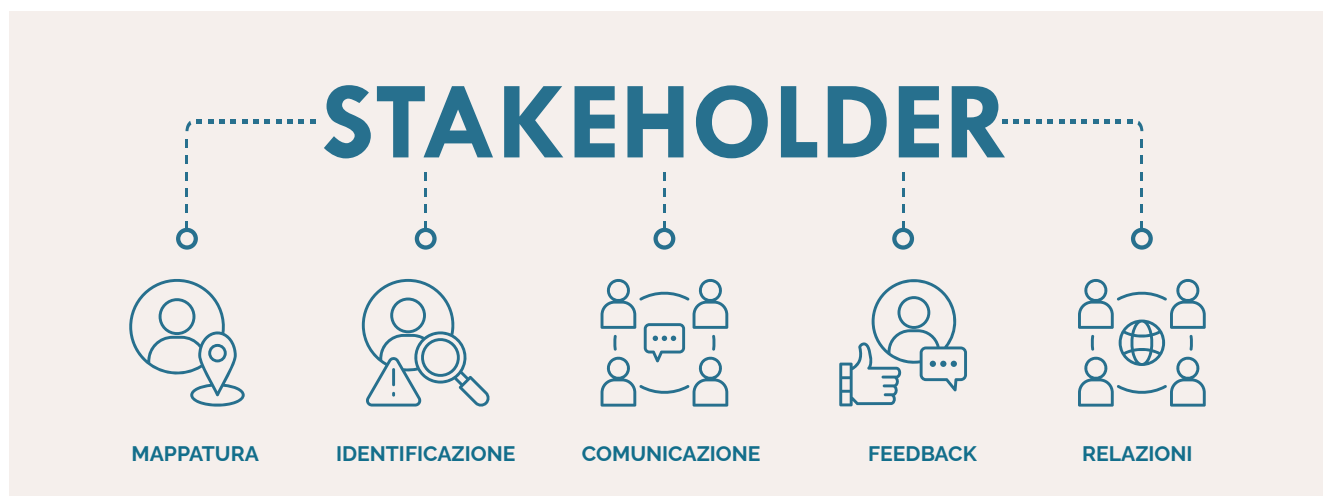 STAKEHOLDER
MAPPATURA
IDENTIFICAZIONE
COMUNICAZIONE
FEEDBACK
RELAZIONI